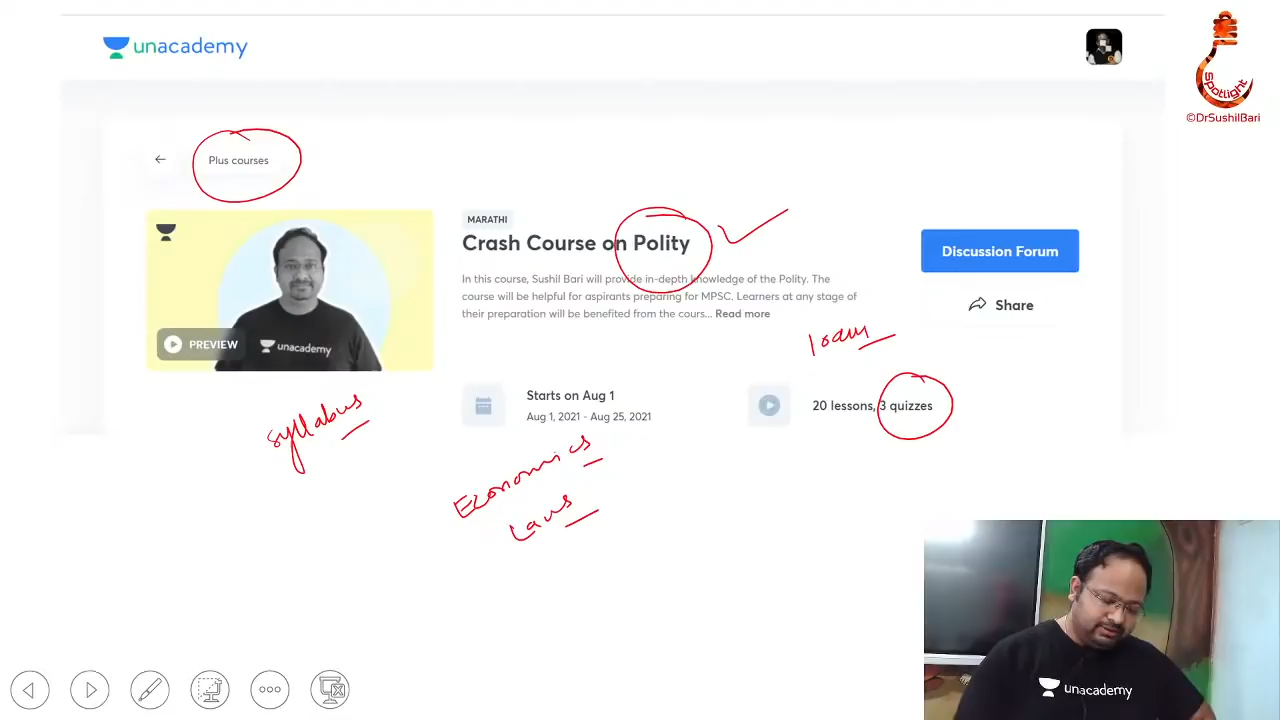 unacademy
Spotlight
©DrSushilBari
Plus courses
MARATHI
Crash Course on Polity
In this course, Sushil Bari will provide in-depth knowledge of the Polity. The
course will be helpful for aspirants preparing for MPSC. Learners at any stage of
their preparation will be benefited from the cours... Read more
Discussion Forum
Share
PREVIEW
unacademy
10am
Starts on Aug 1
Aug 1, 2021 - Aug 25, 2021
20 lessons, 3 quizzes
syllabus
Economics
Laws
unacademy